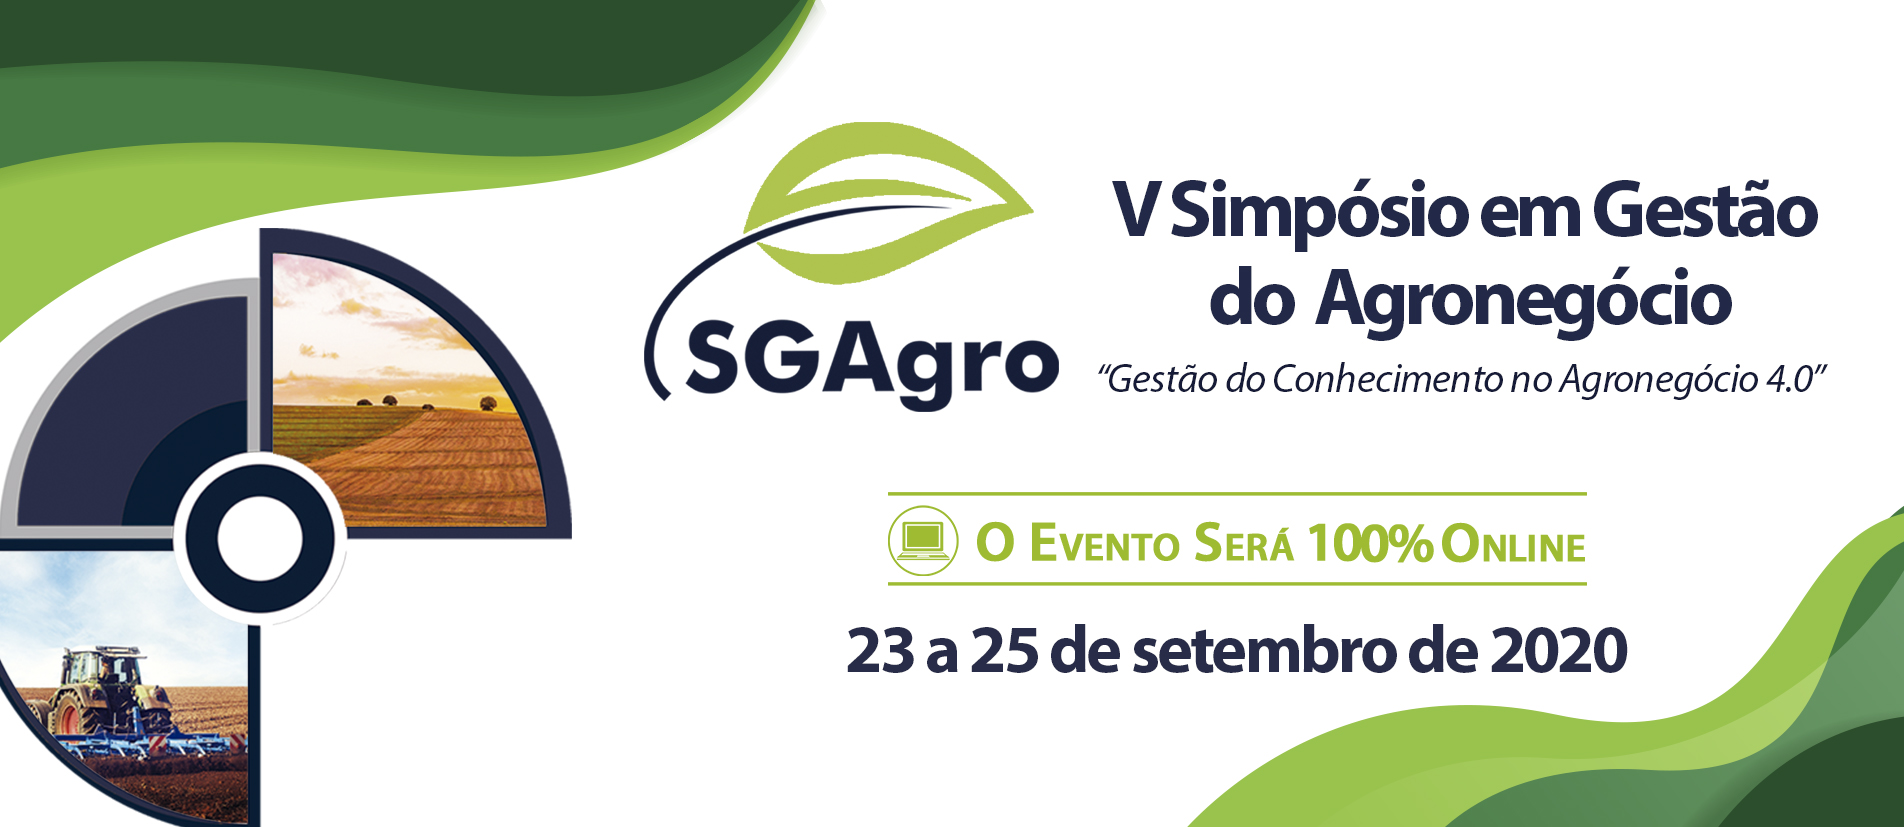 SGAgro
V Simpósio em Gestão
do Agronegócio
“Gestão do Conhecimento no Agronegócio 4.0”
O Evento Será 100% Online
23 a 25 de setembro de 2020